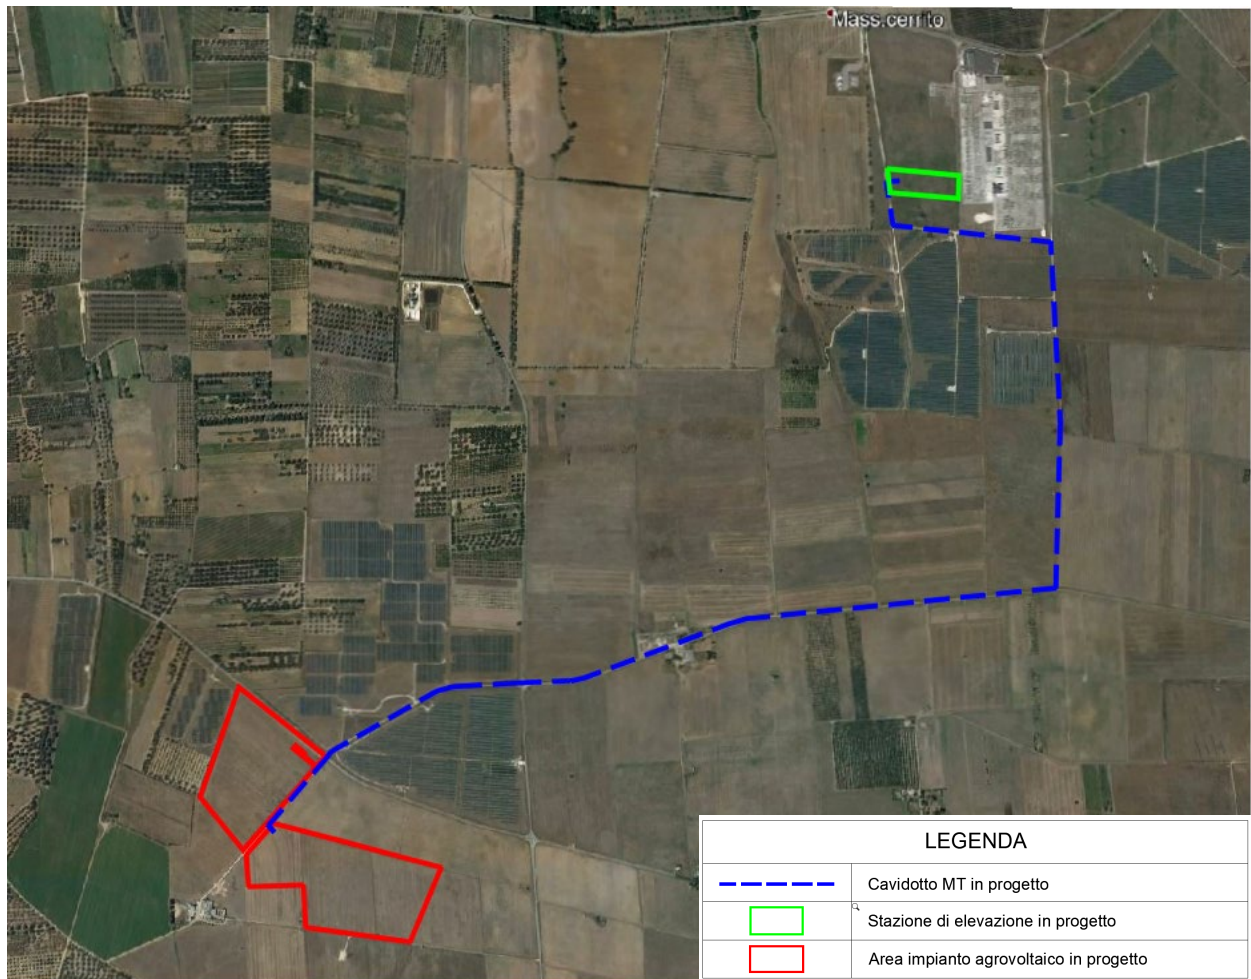 Mass.cerrito
LEGENDA
Cavidotto MT in progetto
Stazione di elevazione in progetto
Area impianto agrovoltaico in progetto